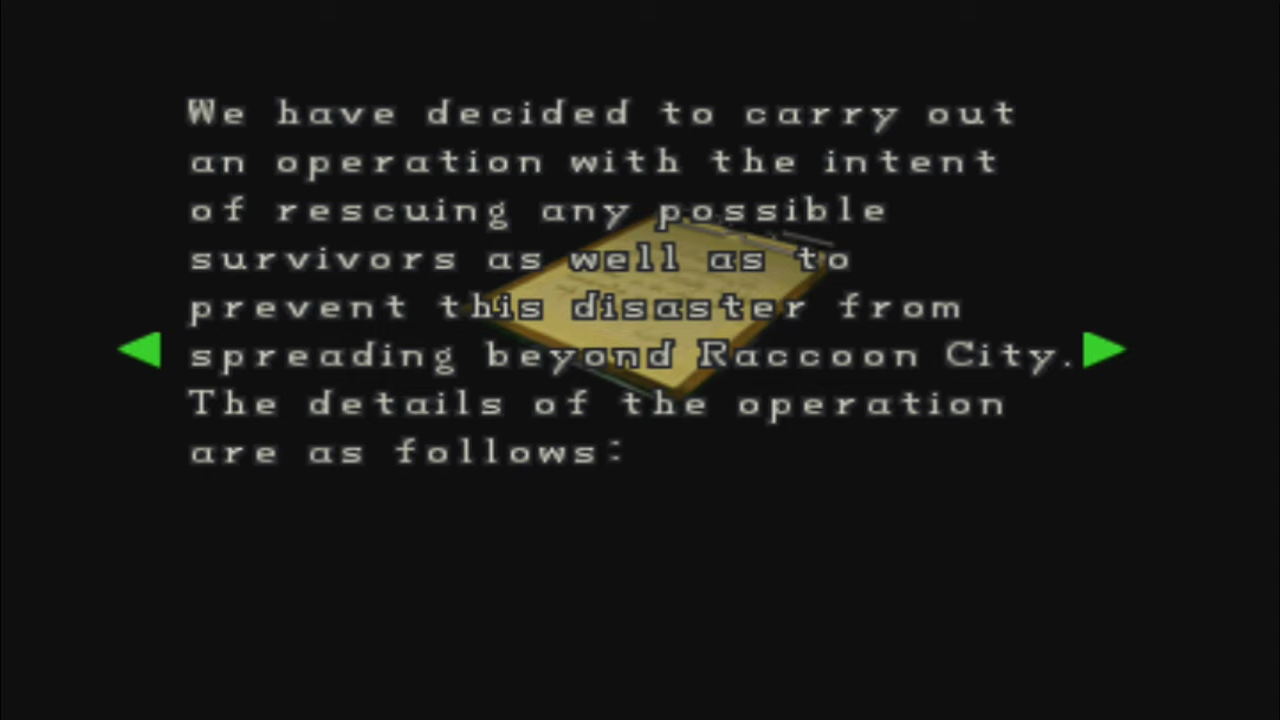 We have decided to carry out
an operation with the intent
of rescuing any possible
survivors as well as to
prevent this disaster from
spreading beyond Raccoon City.
The details of the operation
are as follows: